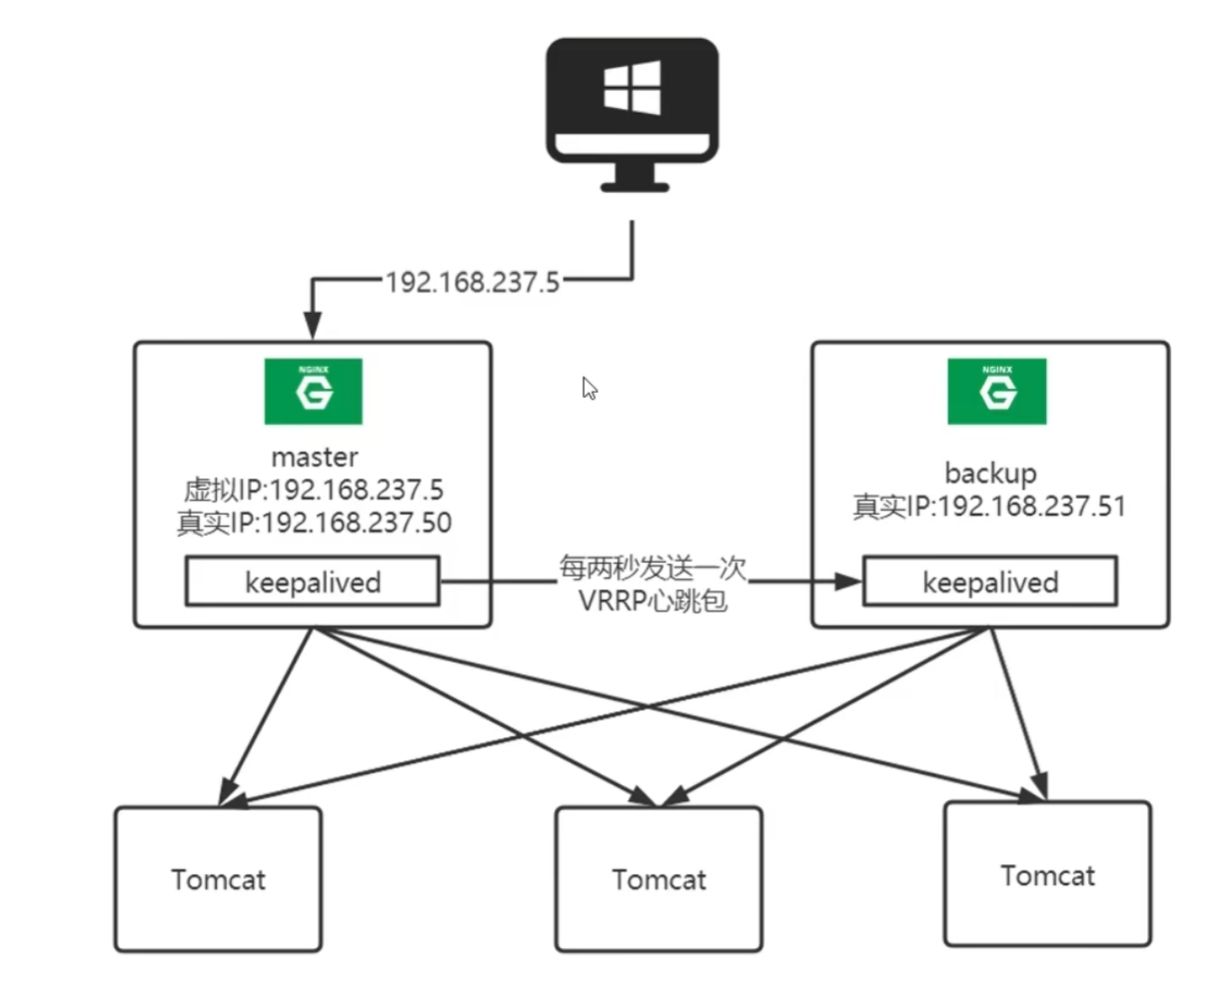 192.168.237.5
NGINX
master
虚拟IP:192.168.237.5
真实IP:192.168.237.50
keepalived
每两秒发送一次
VRRP心跳包
NGINX
backup
真实IP:192.168.237.51
keepalived
Tomcat
Tomcat
Tomcat